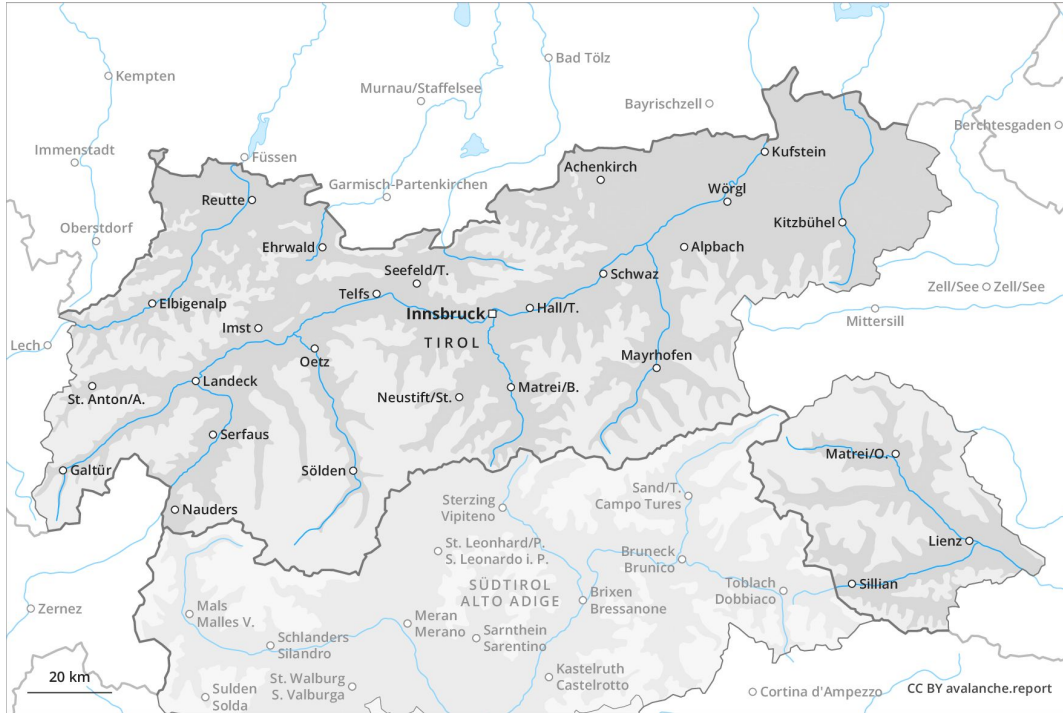 Kempten
Bad Tölz
Murnau/Staffelsee
Bayrischzell
Berchtesgaden
Immenstadt
Füssen
Kufstein
Achenkirch
Garmisch-Partenkirchen
Reutte
Wörgl
Oberstdorf
Kitzbühel
Ehrwald
Alpbach
Seefeld/T.
Schwaz
Zell/See
Zell/See
Telfs
Elbigenalp
Hall/T.
Innsbruck
Mittersill
Imst
TIROL
Lech
Oetz
Mayrhofen
Landeck
Matrei/B.
St. Anton/A.
Neustift/St.
Serfaus
Matrei/O.
Galtür
Sölden
Sterzing
Vipiteno
Sand/T.
Campo Tures
Nauders
Lienz
St. Leonhard/P.
S. Leonardo i. P.
Bruneck
Brunico
SÜDTIROL
ALTO ADIGE
Toblach
Dobbiaco
Sillian
Brixen
Bressanone
Zernez
Mals
Malles V.
Meran
Merano
Sarnthein
Sarentino
Schlanders
Silandro
Kastelruth
Castelrotto
St. Walburg
S. Valburga
20 km
Sulden
Solda
Cortina d'Ampezzo
CC BY avalanche.report